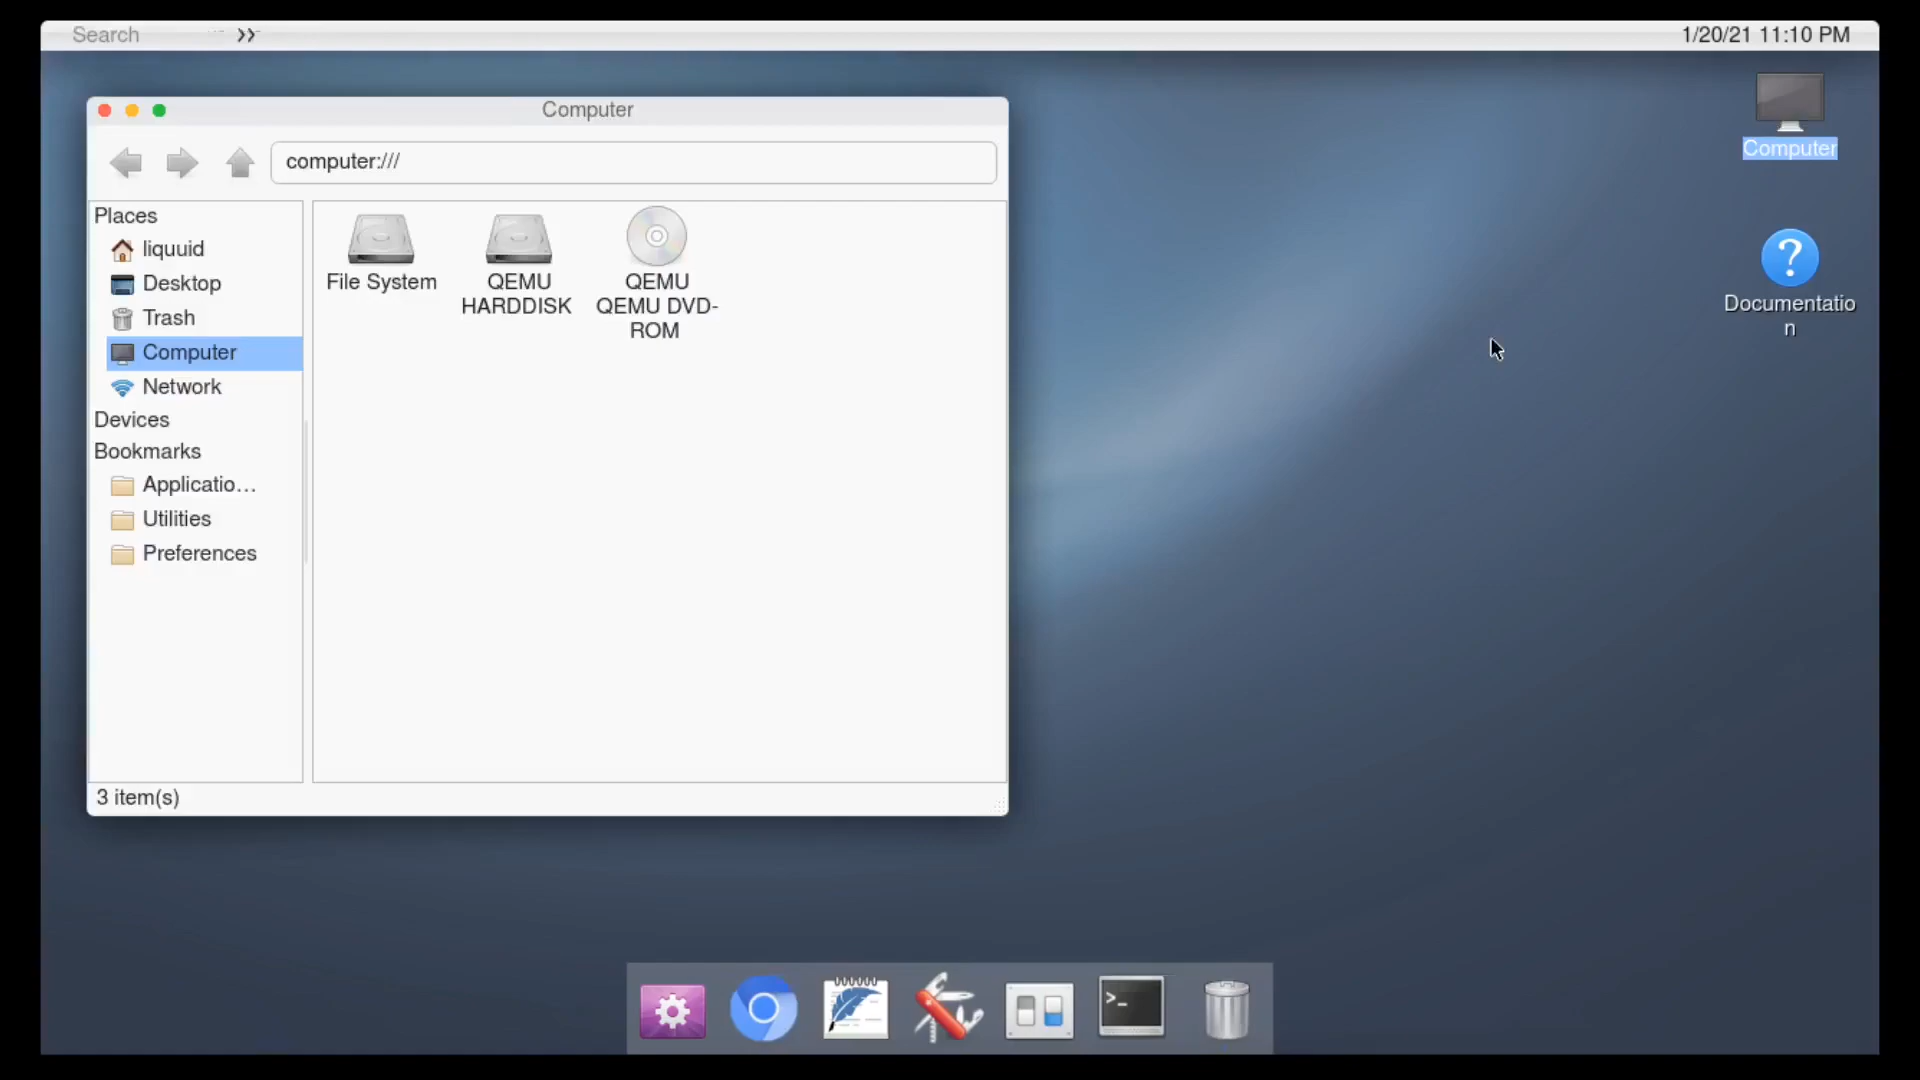 Search
1/20/21 11:10 PM
Computer
computer:///
Places
liquuid
Desktop
Trash
Computer
Network
Devices
Bookmarks
Applicatio…
Utilities
Preferences
File System
QEMU
HARDDISK
QEMU
QEMU DVD-
ROM
3 item(s)
Computer
Documentatio
n